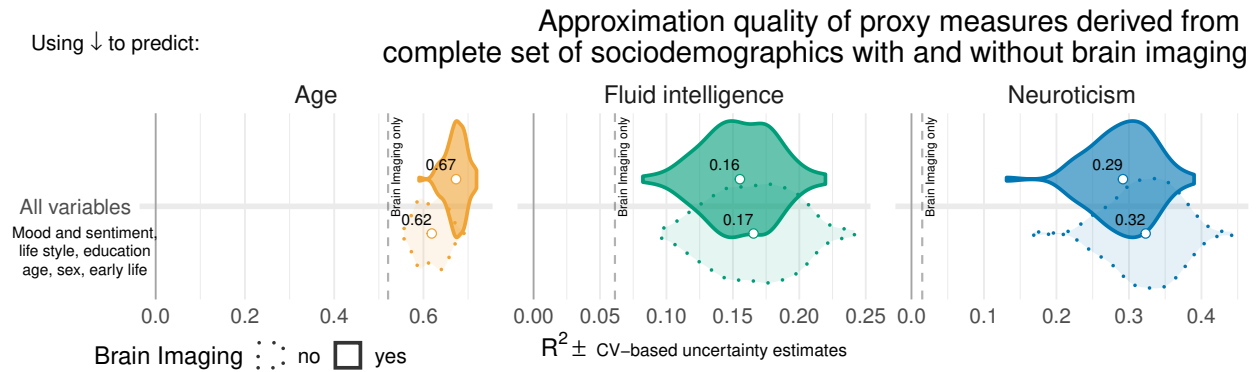 Approximation quality of proxy measures derived from
Using ↓ to predict:
complete set of sociodemographics with and without brain imaging
Age
Fluid intelligence
Neuroticism
Brain Imaging only
Brain Imaging only
Brain Imaging only
0.67
0.16
0.29
All variables
0.62
0.17
0.32
Mood and sentiment,
life style, education
age, sex, early life
0.0 0.2 0.4 0.6
0.00 0.05 0.10 0.15 0.20 0.25
0.0 0.1 0.2 0.3 0.4
Brain Imaging no yes
R² ± CV−based uncertainty estimates